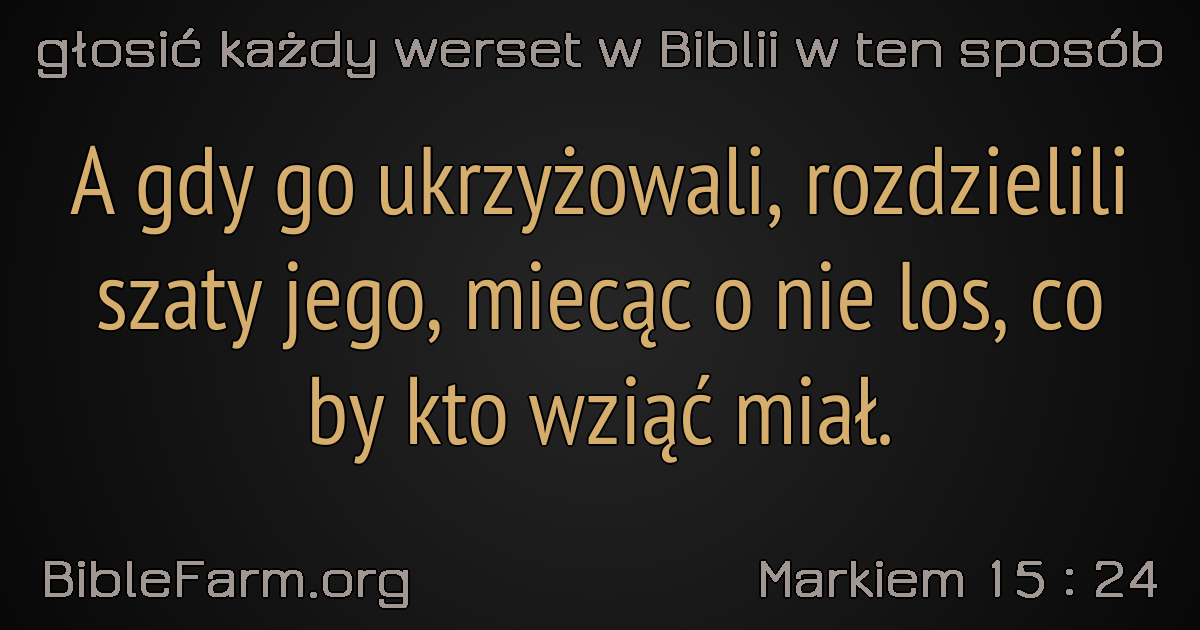 głosić każdy werset w Biblii w ten sposób
A gdy go ukrzyżowali, rozdzielili
szaty jego, miecąc o nie los, co
by kto wziąć miał.
BibleFarm.org
Markiem 15 : 24